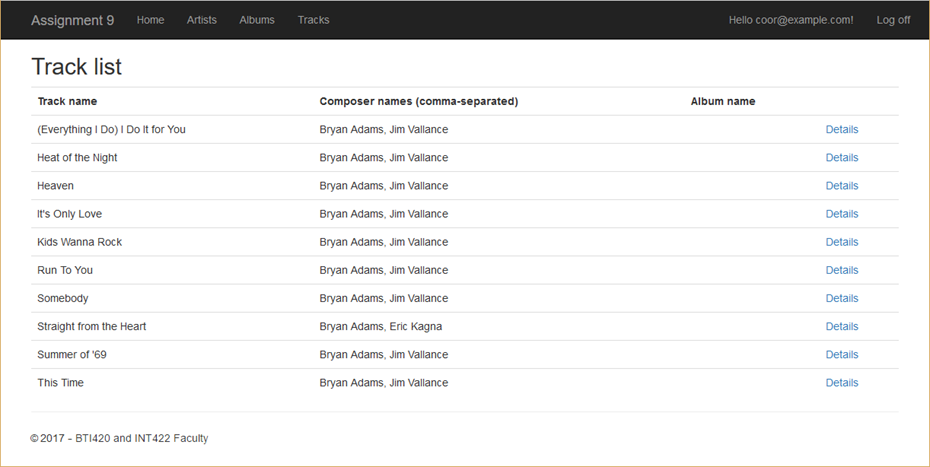 Assignment 9 Home Artists Albums Tracks Hello coor@example.com! Log off
Track list
Track name Composer names (comma-separated) Album name
(Everything I Do) I Do It for You Bryan Adams, Jim Vallance Details
Heat of the Night Bryan Adams, Jim Vallance Details
Heaven Bryan Adams, Jim Vallance Details
It's Only Love Bryan Adams, Jim Vallance Details
Kids Wanna Rock Bryan Adams, Jim Vallance Details
Run To You Bryan Adams, Jim Vallance Details
Somebody Bryan Adams, Jim Vallance Details
Straight from the Heart Bryan Adams, Eric Kagna Details
Summer of '69 Bryan Adams, Jim Vallance Details
This Time Bryan Adams, Jim Vallance Details
© 2017 - BTI420 and INT422 Faculty